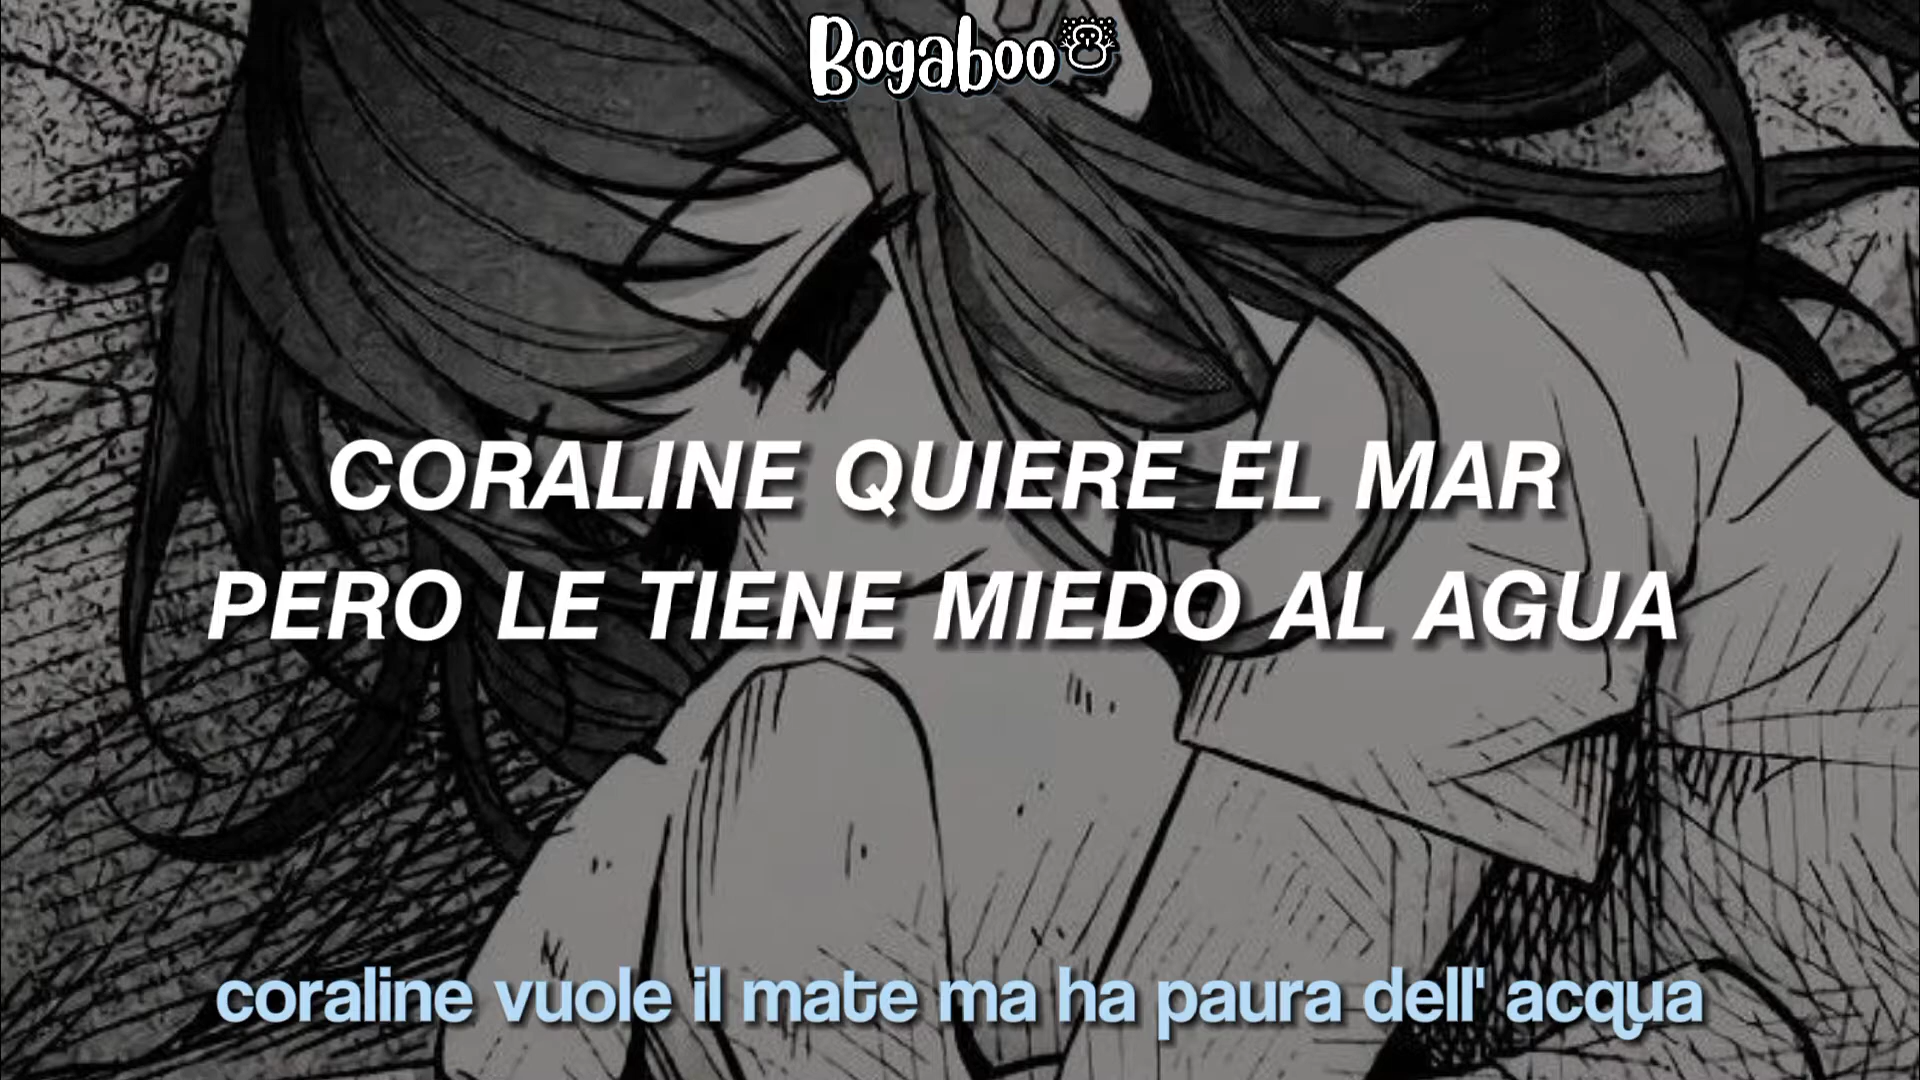 Bogaboo
CORALINE QUIERE EL MAR
PERO LE TIENE MIEDO AL AGUA
coraline vuole il mate ma ha paura dell' acqua